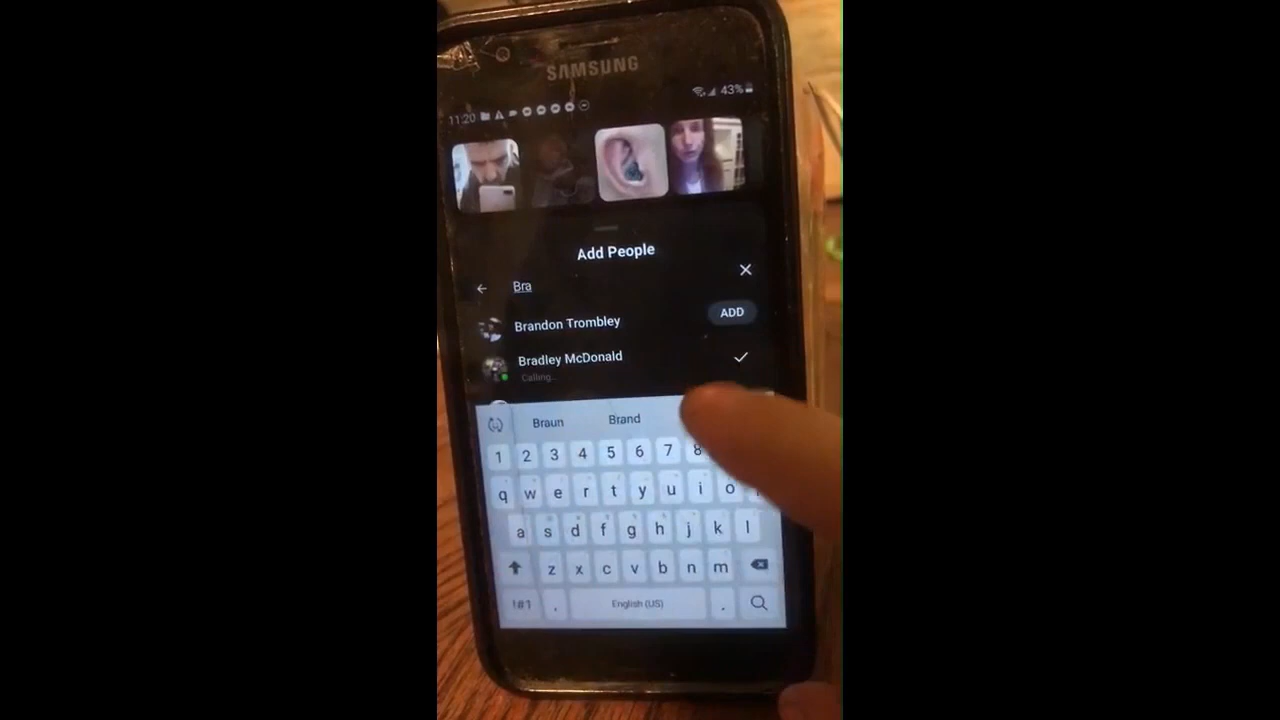 SAMSUNG
11:20 43%
Add People
Bra
Brandon Trombley ADD
Bradley McDonald
Calling...
Braun Brand
1 2 3 4 5 6 7 8
q w e r t y u i o
a s d f g h j k l
z x c v b n m
!#1 , English (US) .